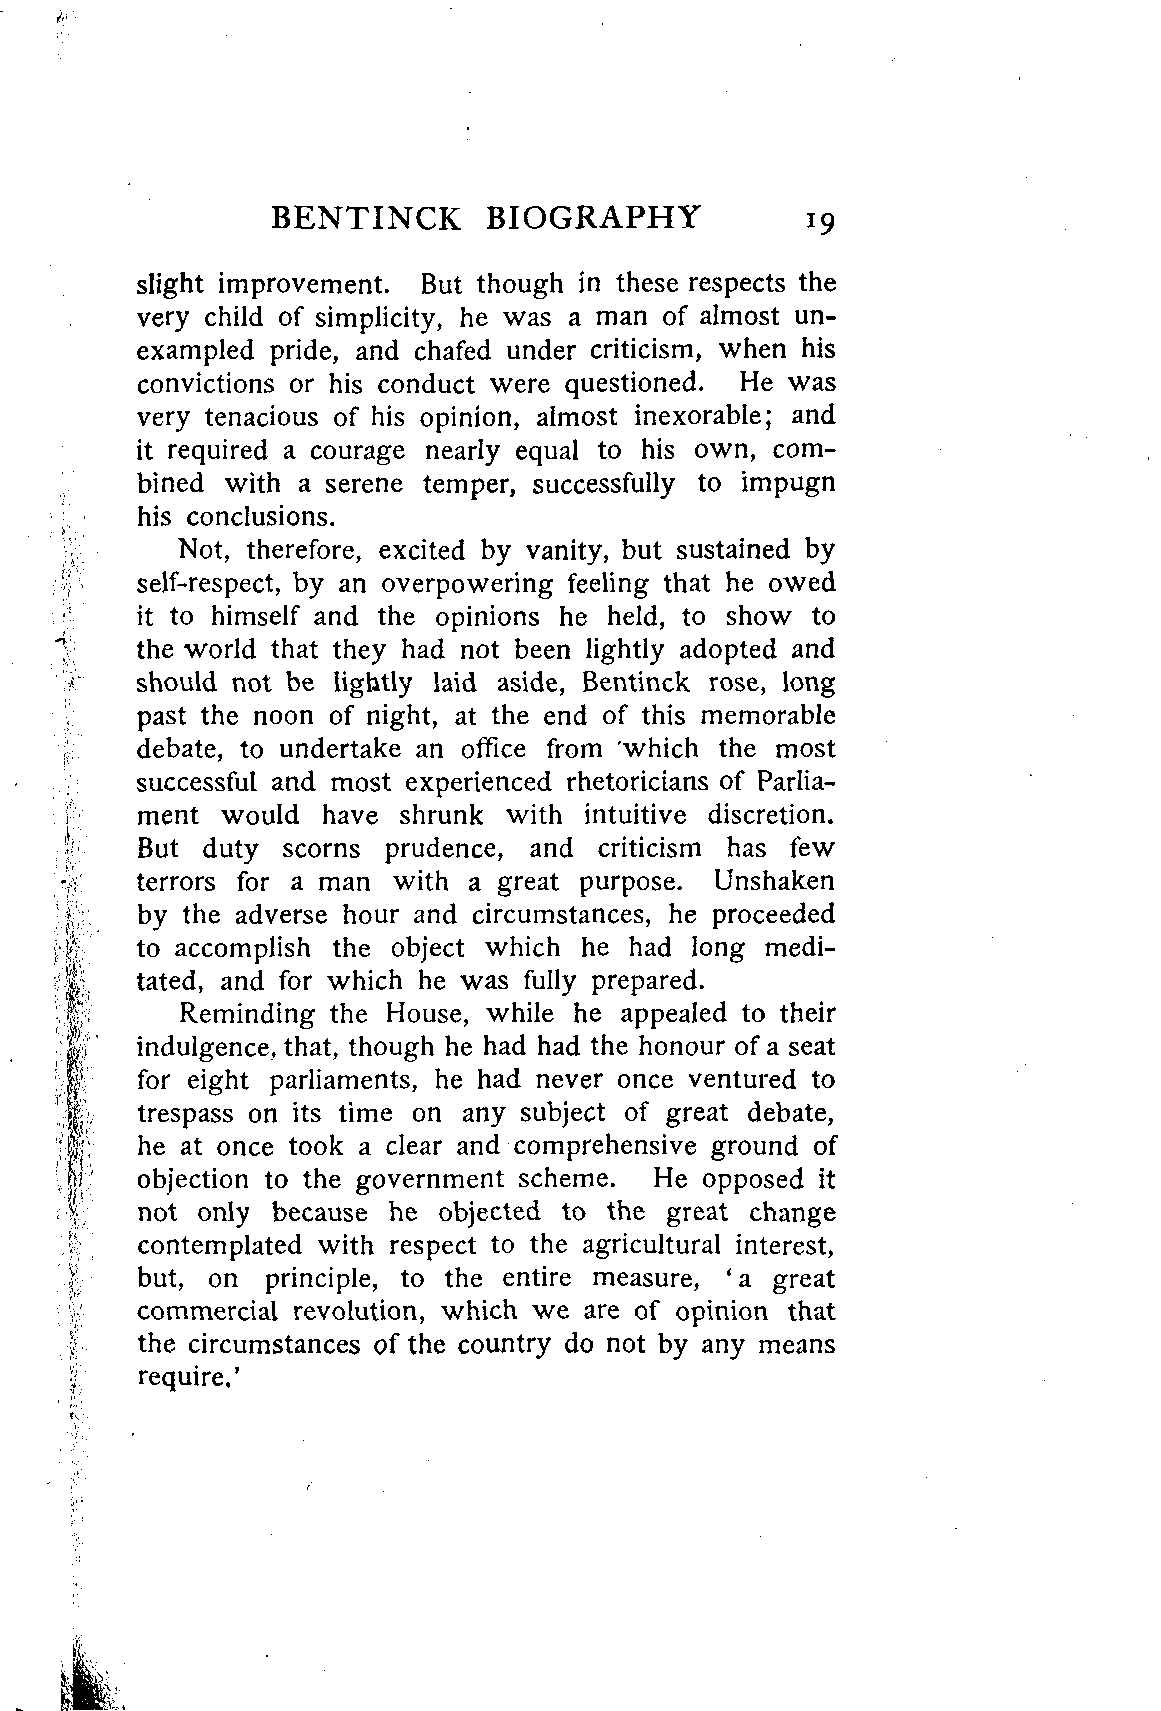 BENTINCK BIOGRAPHY 19
slight improvement. But though in these respects the
very child of simplicity, he was a man of almost un-
exampled pride, and chafed under criticism, when his
convictions or his conduct were questioned. He was
very tenacious of his opinion, almost inexorable; and
it required a courage nearly equal to his own, com-
bined with a serene temper, successfully to impugn
his conclusions.
Not, therefore, excited by vanity, but sustained by
self-respect, by an overpowering feeling that he owed
it to himself and the opinions he held, to show to
the world that they had not been lightly adopted and
should not be lightly laid aside, Bentinck rose, long
past the noon of night, at the end of this memorable
debate, to undertake an office from which the most
successful and most experienced rhetoricians of Parlia-
ment would have shrunk with intuitive discretion.
But duty scorns prudence, and criticism has few
terrors for a man with a great purpose. Unshaken
by the adverse hour and circumstances, he proceeded
to accomplish the object which he had long medi-
tated, and for which he was fully prepared.
Reminding the House, while he appealed to their
indulgence, that, though he had had the honour of a seat
for eight parliaments, he had never once ventured to
trespass on its time on any subject of great debate,
he at once took a clear and comprehensive ground of
objection to the government scheme. He opposed it
not only because he objected to the great change
contemplated with respect to the agricultural interest,
but, on principle, to the entire measure, ‘a great
commercial revolution, which we are of opinion that
the circumstances of the country do not by any means
require.’